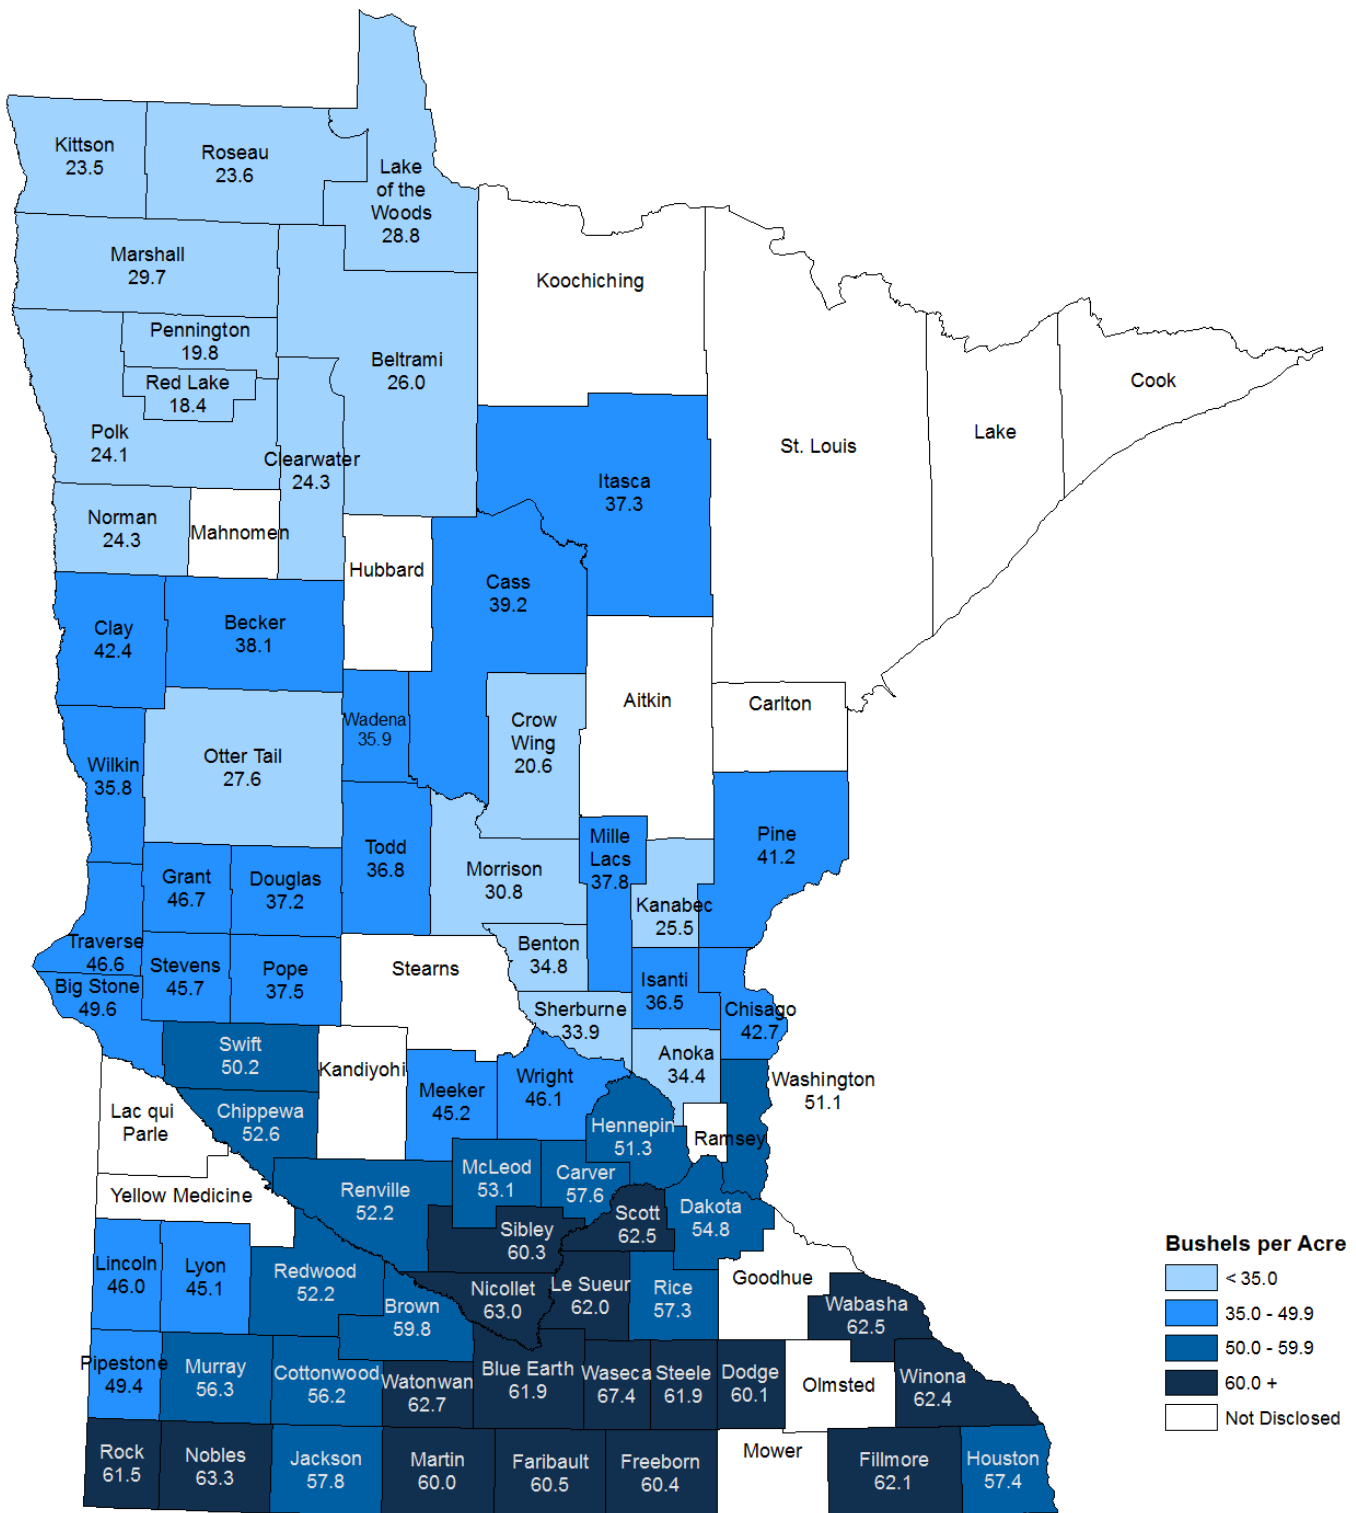 Kittson
23.5
Roseau
23.6
Lake
of the
Woods
28.8
Marshall
29.7
Koochiching
Pennington
19.8
Beltrami
26.0
Red Lake
18.4
Cook
Polk
24.1
Lake
St. Louis
Clearwater
24.3
Itasca
37.3
Norman
24.3
Mahnomen
Hubbard
Cass
39.2
Clay
42.4
Becker
38.1
Aitkin
Carlton
Wadena
35.9
Crow
Wing
20.6
Otter Tail
27.6
Wilkin
35.8
Pine
41.2
Mille
Lacs
37.8
Todd
36.8
Morrison
30.8
Grant
46.7
Douglas
37.2
Kanabec
25.5
Traverse
46.6
Benton
34.8
Stevens
45.7
Pope
37.5
Stearns
Isanti
36.5
Big Stone
49.6
Sherburne
33.9
Chisago
42.7
Swift
50.2
Anoka
34.4
Kandiyohi
Wright
46.1
Washington
51.1
Meeker
45.2
Lac qui
Parle
Chippewa
52.6
Hennepin
51.3
Ramsey
McLeod
53.1
Carver
57.6
Yellow Medicine
Renville
52.2
Dakota
54.8
Scott
62.5
Sibley
60.3
Lincoln
46.0
Lyon
45.1
Redwood
52.2
Goodhue
Nicollet
63.0
Le Sueur
62.0
Rice
57.3
Brown
59.8
Wabasha
62.5
Pipestone
49.4
Murray
56.3
Cottonwood
56.2
Watonwan
62.7
Blue Earth
61.9
Waseca
67.4
Steele
61.9
Dodge
60.1
Olmsted
Winona
62.4
Rock
61.5
Nobles
63.3
Jackson
57.8
Martin
60.0
Faribault
60.5
Freeborn
60.4
Mower
Fillmore
62.1
Houston
57.4
Bushels per Acre
< 35.0
35.0 - 49.9
50.0 - 59.9
60.0 +
Not Disclosed